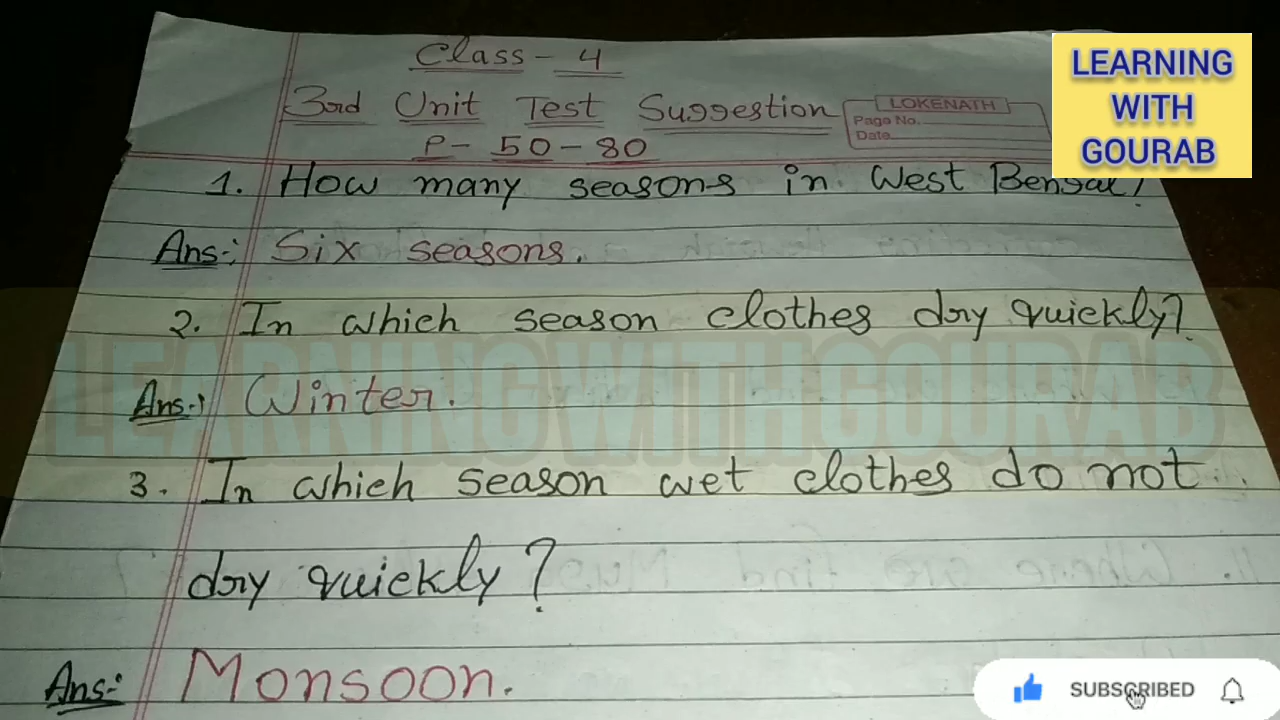 Class - 4
3rd Unit Test Suggestion
P - 50 - 80
LOKENATH
Page No.
Date
LEARNING
WITH
GOURAB
1. How many seasons in West Bengal?
Ans:- Six seasons.
2. In which season clothes dry quickly?
LEARNINGWITHGOURAB
Ans:- Winter.
3. In which season wet clothes do not
dry quickly?
Ans:- Monsoon.
SUBSCRIBED